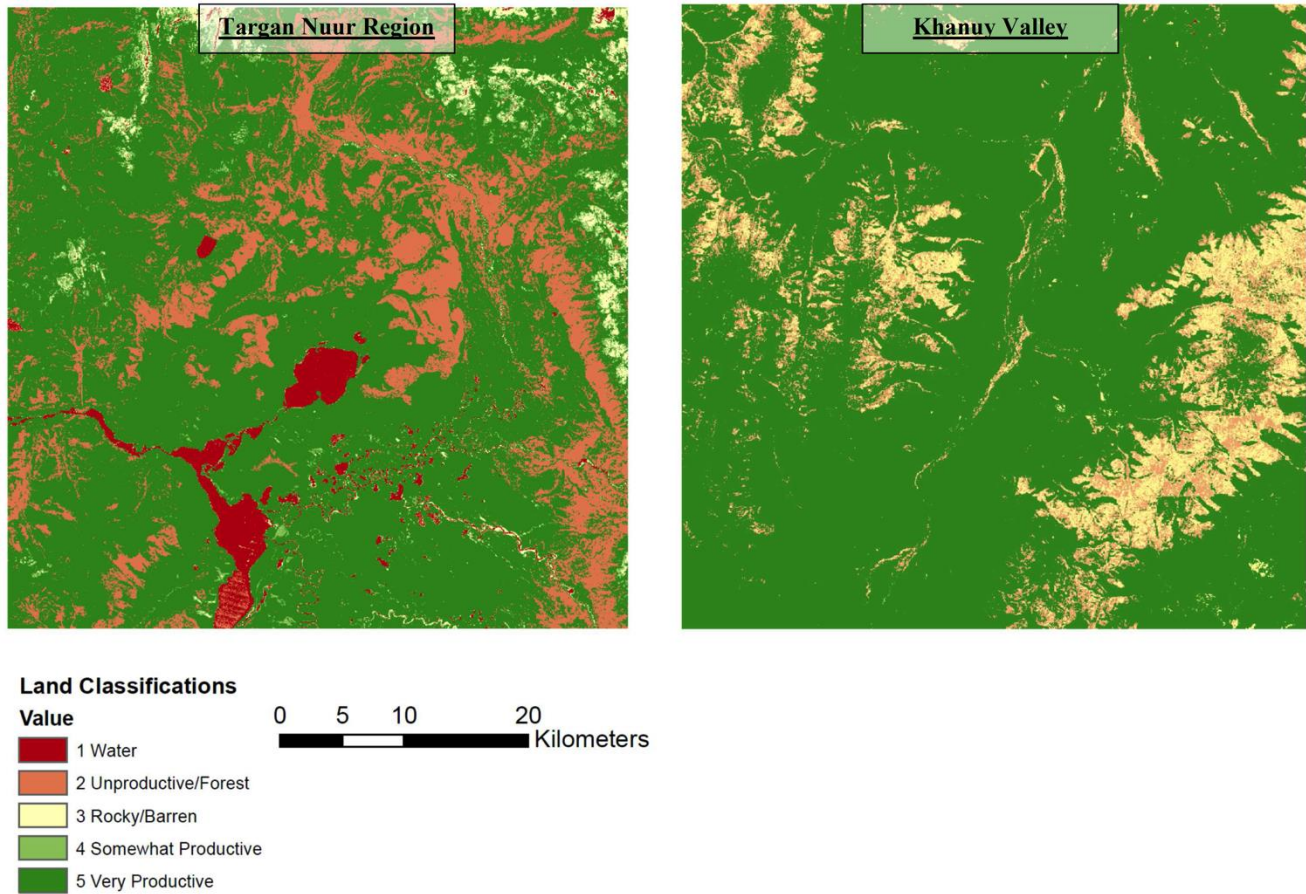 Targan Nuur Region
Khanuy Valley
Land Classifications
Value
1 Water
2 Unproductive/Forest
3 Rocky/Barren
4 Somewhat Productive
5 Very Productive
0 5 10 20
Kilometers